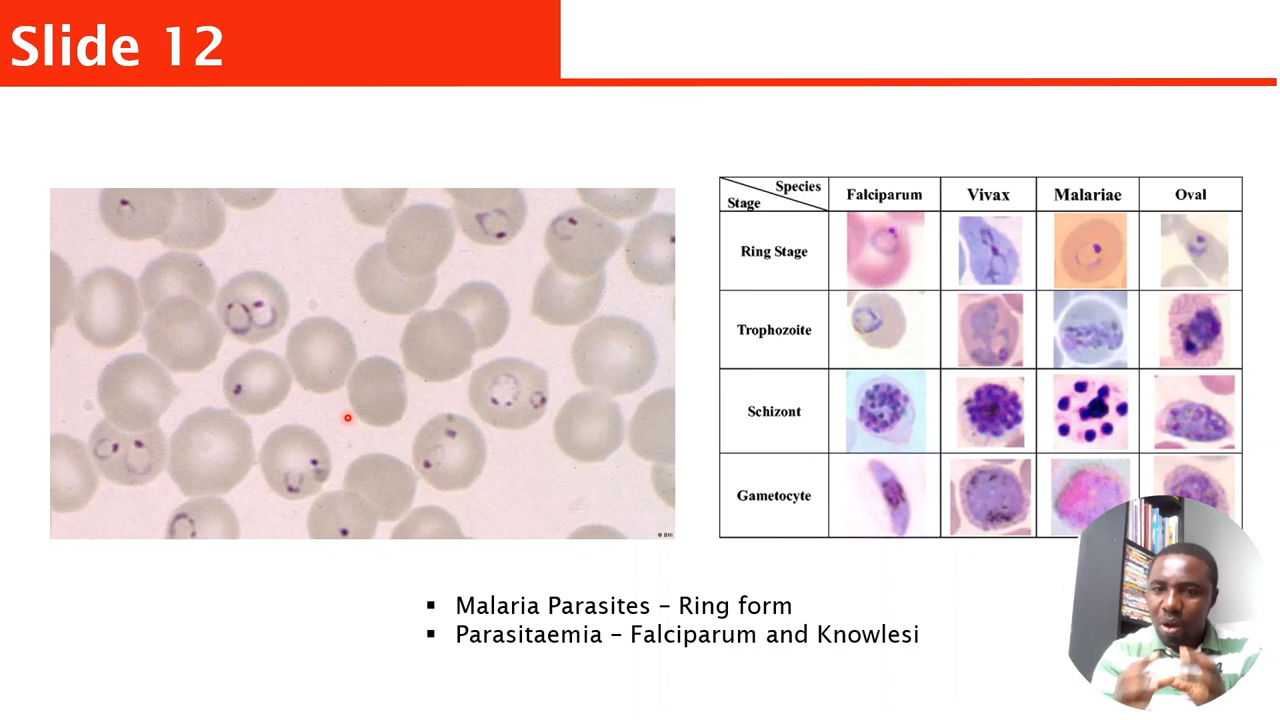 Slide 12
Species
Stage
Falciparum
Vivax
Malariae
Oval
Ring Stage
Trophozoite
Schizont
Gametocyte
© BNI
▪ Malaria Parasites – Ring form
▪ Parasitaemia – Falciparum and Knowlesi